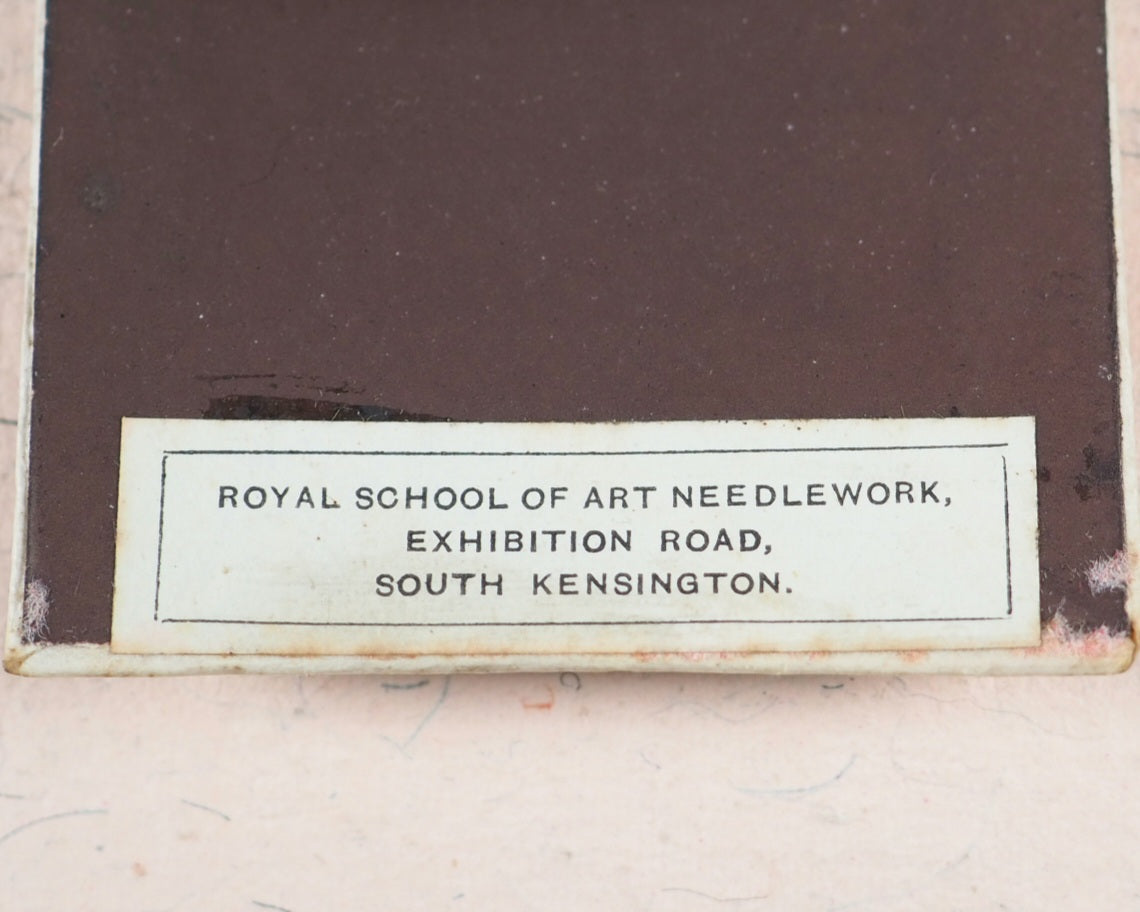 ROYAL SCHOOL OF ART NEEDLEWORK,
EXHIBITION ROAD,
SOUTH KENSINGTON.